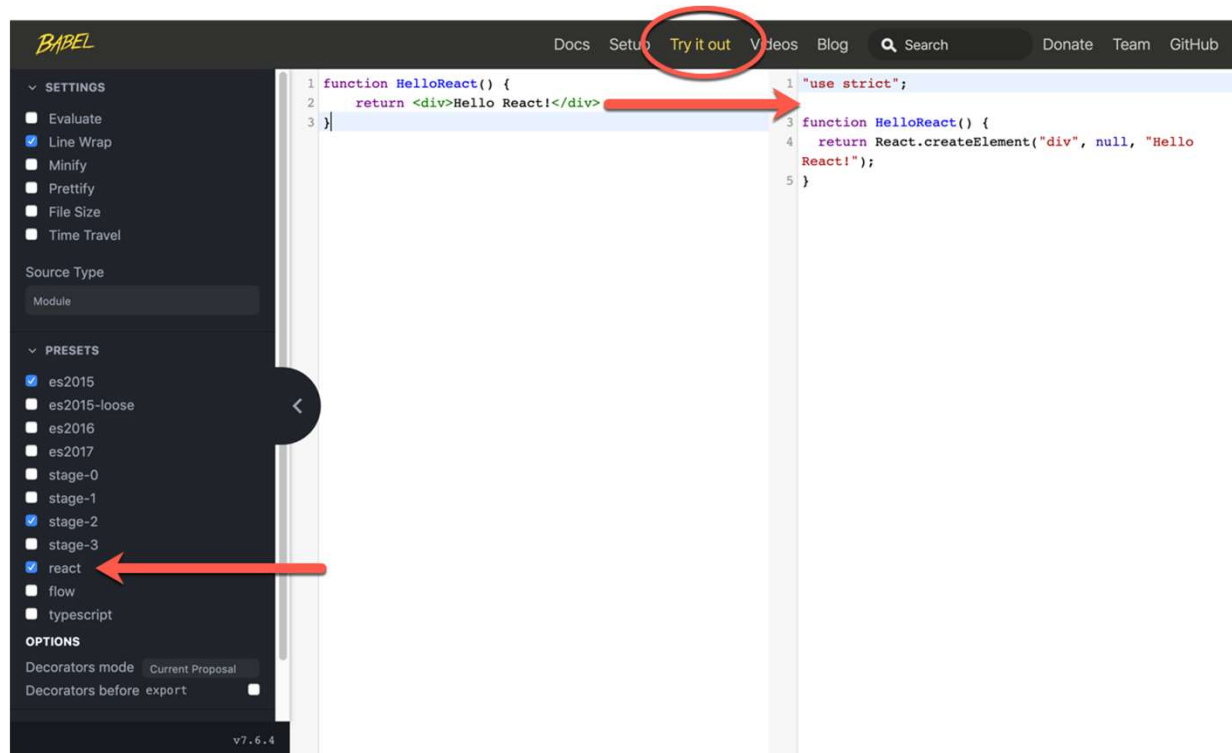 BABEL
Docs Setup Try it out Videos Blog Search Donate Team GitHub
SETTINGS
Evaluate
Line Wrap
Minify
Prettify
File Size
Time Travel
Source Type
Module
PRESETS
es2015
es2015-loose
es2016
es2017
stage-0
stage-1
stage-2
stage-3
react
flow
typescript
OPTIONS
Decorators mode Current Proposal
Decorators before export
v7.6.4
1 function HelloReact() {
2 return <div>Hello React!</div>
3 }
1 "use strict";
3 function HelloReact() {
4 return React.createElement("div", null, "Hello
React!");
5 }